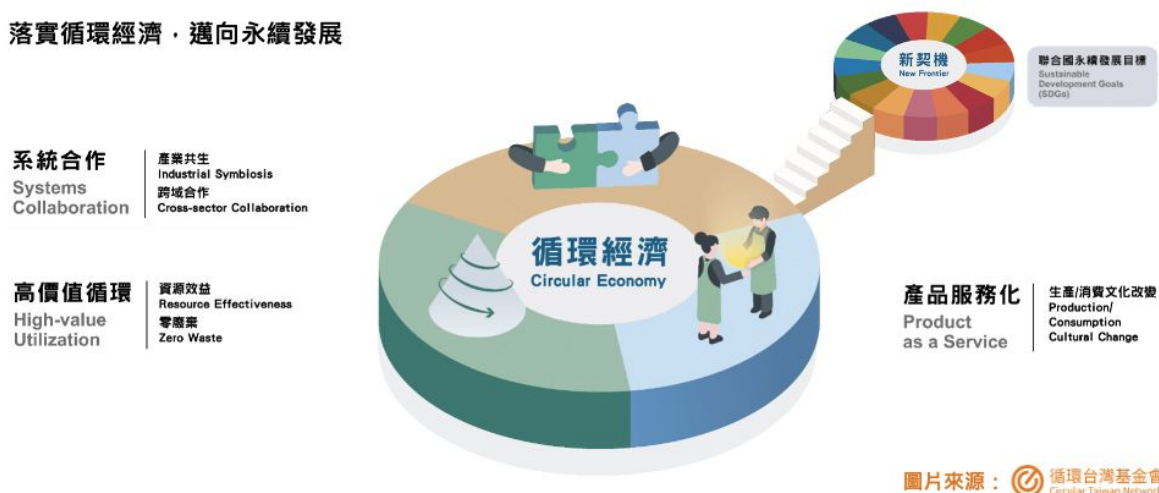 落實循環經濟，邁向永續發展
新契機
New Frontier
聯合國永續發展目標
Sustainable
Development Goals
(SDGs)
系統合作
Systems
Collaboration
產業共生
Industrial Symbiosis
跨域合作
Cross-sector Collaboration
循環經濟
Circular Economy
高價值循環
High-value
Utilization
資源效益
Resource Effectiveness
零廢棄
Zero Waste
產品服務化
Product
as a Service
生產/消費文化改變
Production/
Consumption
Cultural Change
圖片來源：
循環台灣基金會
Circular Taiwan Network